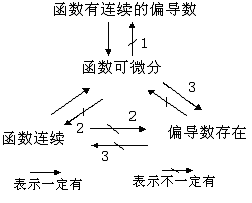 函数有连续的偏导数
1
函数可微分
3
2
2
函数连续
3
偏导数存在
表示一定有
表示不一定有